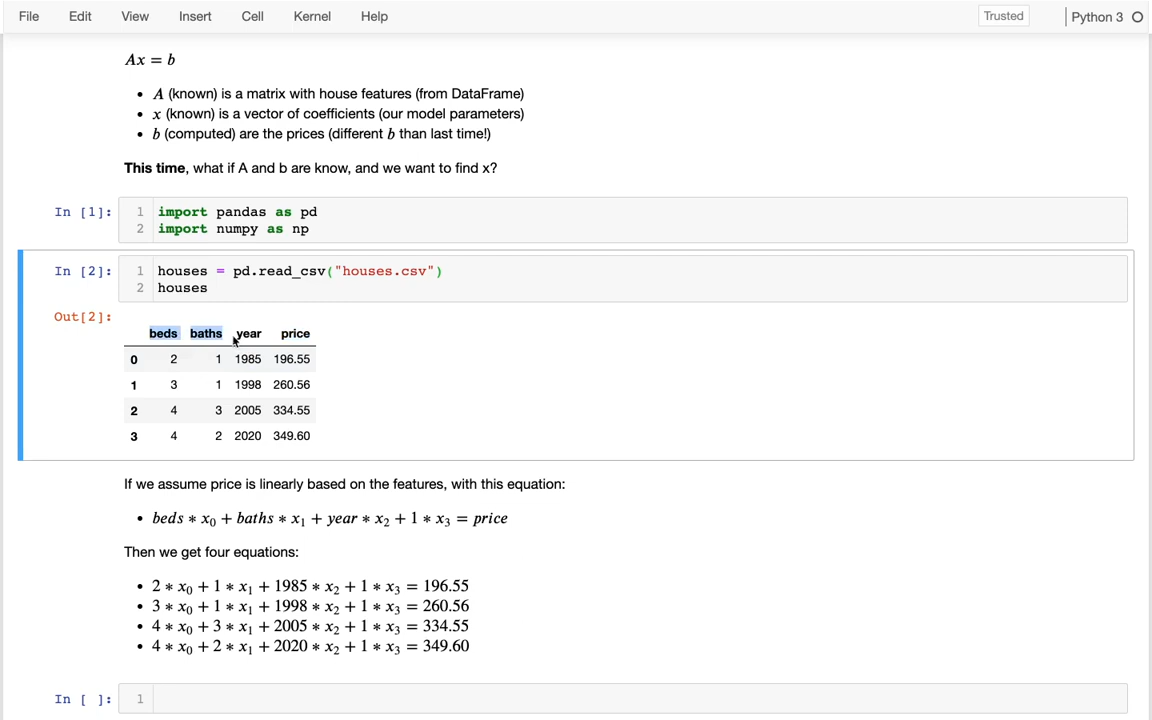 File Edit View Insert Cell Kernel Help Trusted Python 3
Ax = b
• A (known) is a matrix with house features (from DataFrame)
• x (known) is a vector of coefficients (our model parameters)
• b (computed) are the prices (different b than last time!)
This time, what if A and b are know, and we want to find x?
In [1]: 1 import pandas as pd
2 import numpy as np
In [2]: 1 houses = pd.read_csv("houses.csv")
2 houses
Out[2]:
beds baths year price
0 2 1 1985 196.55
1 3 1 1998 260.56
2 4 3 2005 334.55
3 4 2 2020 349.60
If we assume price is linearly based on the features, with this equation:
• beds ∗ x₀ + baths ∗ x₁ + year ∗ x₂ + 1 ∗ x₃ = price
Then we get four equations:
• 2 ∗ x₀ + 1 ∗ x₁ + 1985 ∗ x₂ + 1 ∗ x₃ = 196.55
• 3 ∗ x₀ + 1 ∗ x₁ + 1998 ∗ x₂ + 1 ∗ x₃ = 260.56
• 4 ∗ x₀ + 3 ∗ x₁ + 2005 ∗ x₂ + 1 ∗ x₃ = 334.55
• 4 ∗ x₀ + 2 ∗ x₁ + 2020 ∗ x₂ + 1 ∗ x₃ = 349.60
In [ ]: 1